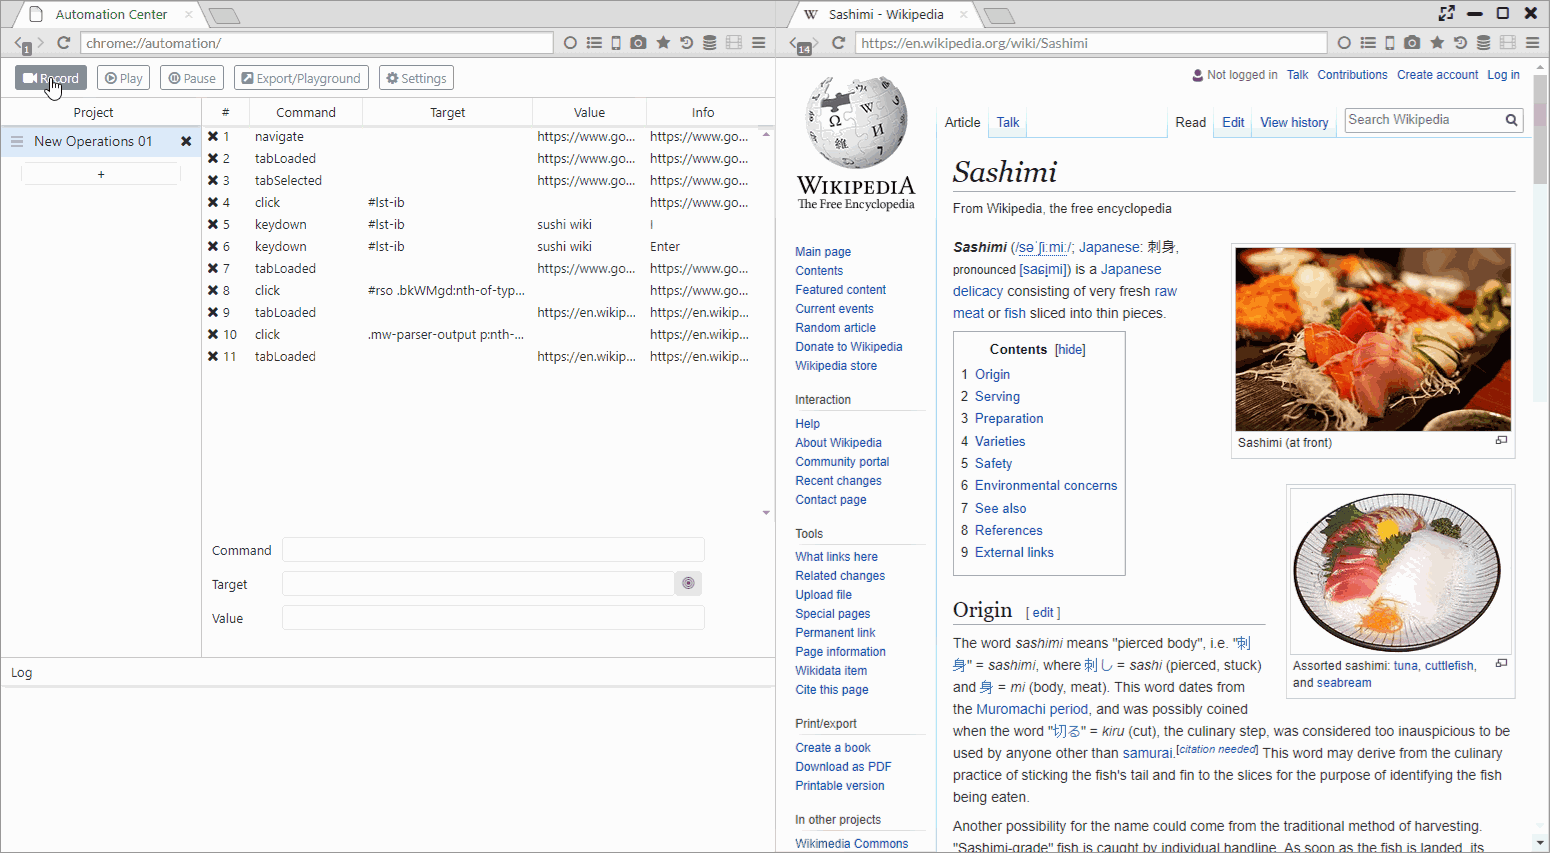 Automation Center
1
chrome://automation/
Record
Play
Pause
Export/Playground
Settings
Project
# Command Target Value Info
New Operations 01
+
1 navigate https://www.go... https://www.go...
2 tabLoaded https://www.go... https://www.go...
3 tabSelected https://www.go... https://www.go...
4 click #lst-ib https://www.go...
5 keydown #lst-ib sushi wiki I
6 keydown #lst-ib sushi wiki Enter
7 tabLoaded https://www.go... https://www.go...
8 click #rso .bkWMgd:nth-of-typ... https://www.go...
9 tabLoaded https://en.wikip... https://en.wikip...
10 click .mw-parser-output p:nth-... https://en.wikip...
11 tabLoaded https://en.wikip... https://en.wikip...
Command
Target
Value
Log
W Sashimi - Wikipedia
14
https://en.wikipedia.org/wiki/Sashimi
Not logged in Talk Contributions Create account Log in
Article Talk Read Edit View history Search Wikipedia
WIKIPEDIA
The Free Encyclopedia
Main page
Contents
Featured content
Current events
Random article
Donate to Wikipedia
Wikipedia store
Interaction
Help
About Wikipedia
Community portal
Recent changes
Contact page
Tools
What links here
Related changes
Upload file
Special pages
Permanent link
Page information
Wikidata item
Cite this page
Print/export
Create a book
Download as PDF
Printable version
In other projects
Wikimedia Commons
Sashimi
From Wikipedia, the free encyclopedia
Sashimi (/səˈʃiːmiː/; Japanese: 刺身,
pronounced [saɕimi]) is a Japanese
delicacy consisting of very fresh raw
meat or fish sliced into thin pieces.
Contents [hide]
1 Origin
2 Serving
3 Preparation
4 Varieties
5 Safety
6 Environmental concerns
7 See also
8 References
9 External links
Sashimi (at front)
Assorted sashimi: tuna, cuttlefish,
and seabream
Origin [ edit ]
The word sashimi means "pierced body", i.e. "刺
身" = sashimi, where 刺し = sashi (pierced, stuck)
and 身 = mi (body, meat). This word dates from
the Muromachi period, and was possibly coined
when the word "切る" = kiru (cut), the culinary step, was considered too inauspicious to be
used by anyone other than samurai.[citation needed] This word may derive from the culinary
practice of sticking the fish's tail and fin to the slices for the purpose of identifying the fish
being eaten.
Another possibility for the name could come from the traditional method of harvesting.
"Sashimi-grade" fish is caught by individual handline. As soon as the fish is landed, its